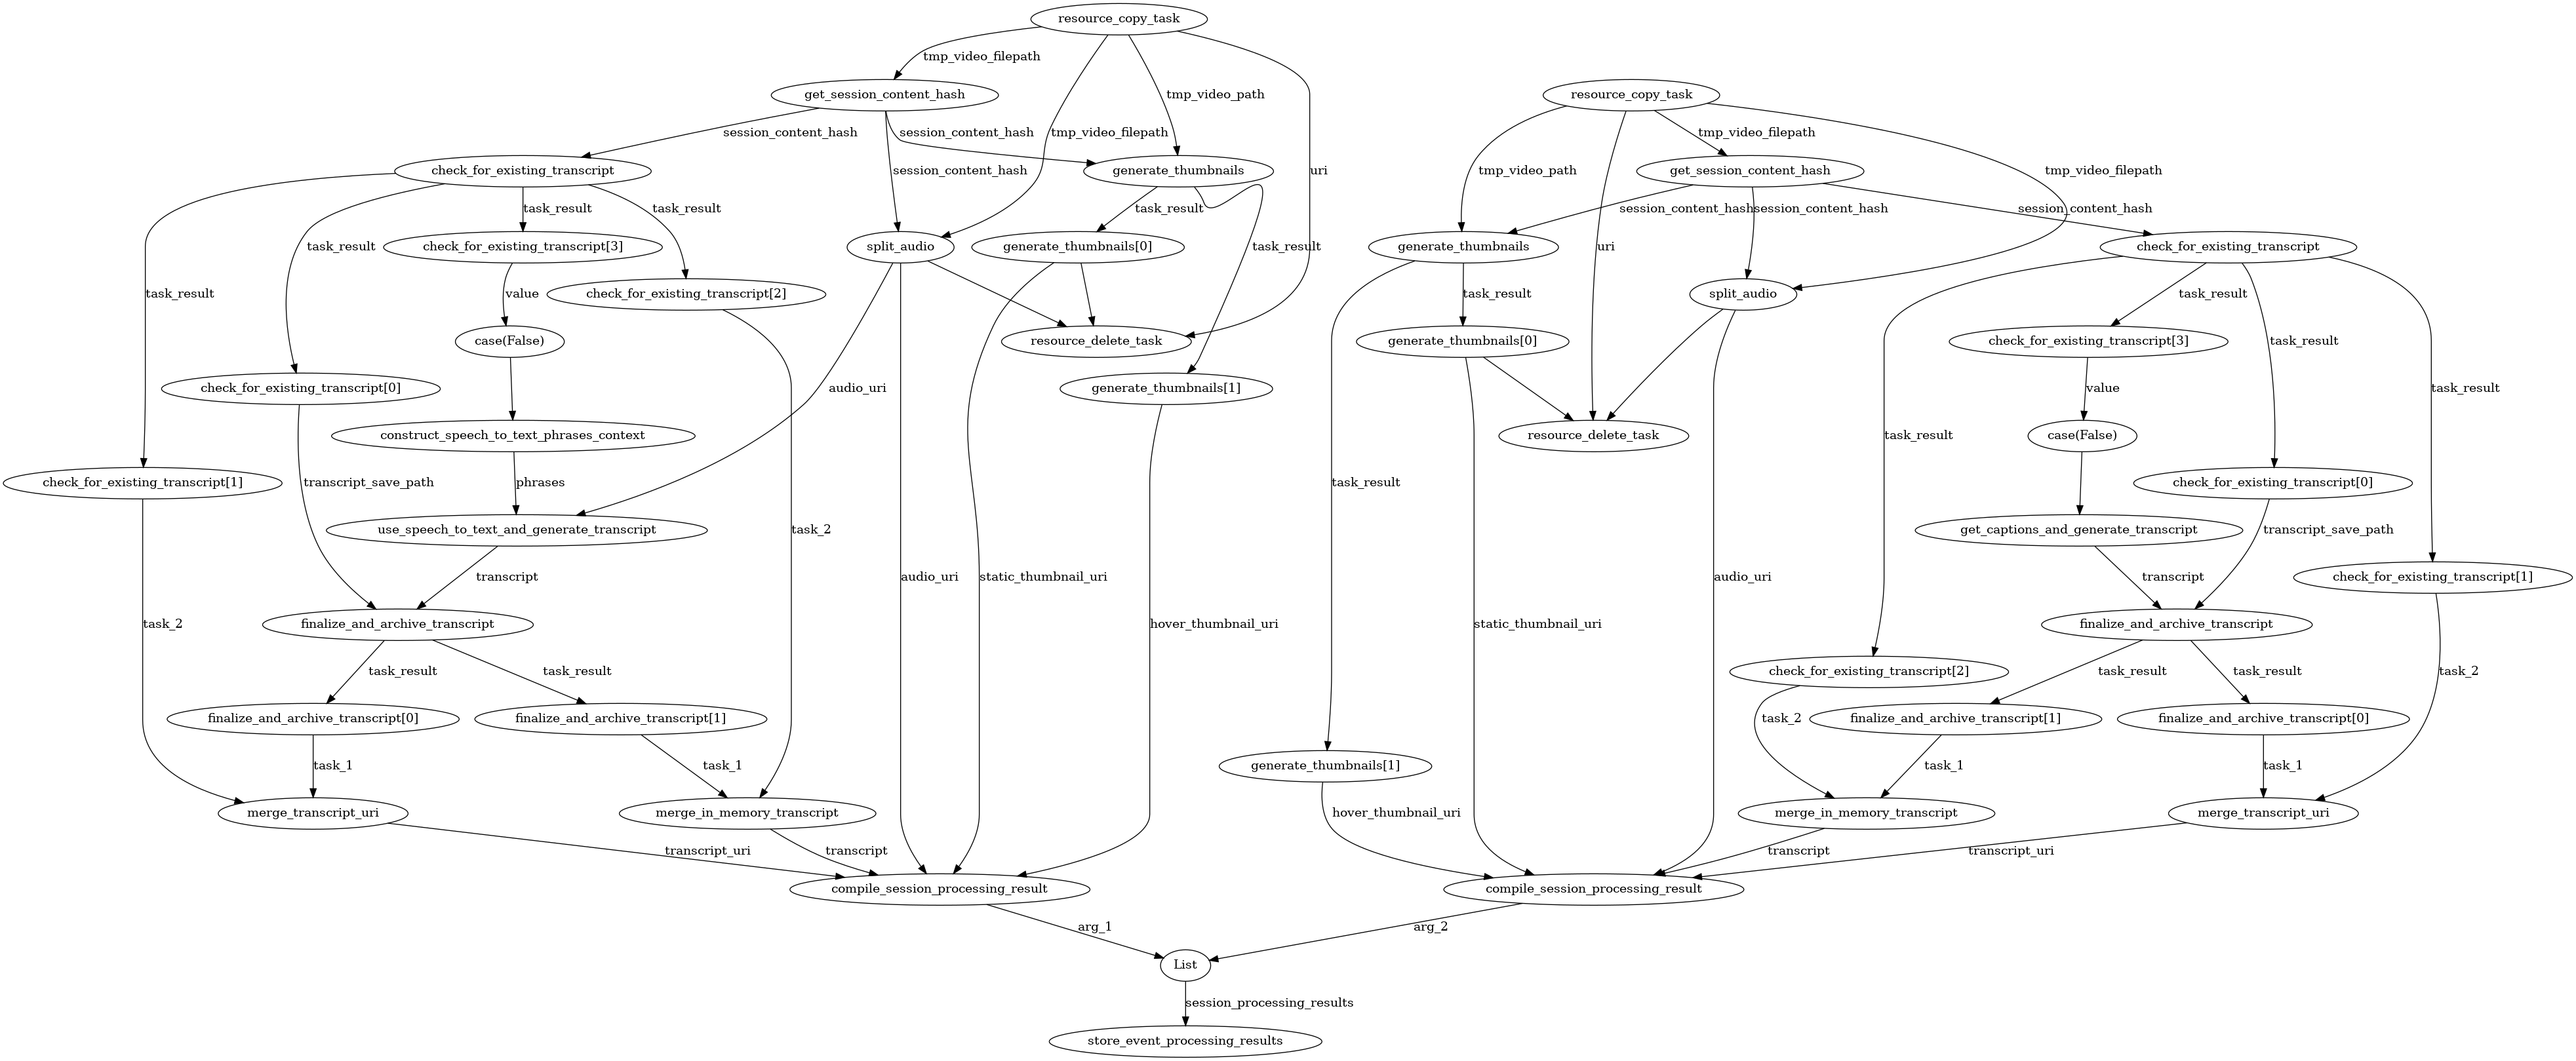 resource_copy_task
tmp_video_filepath
get_session_content_hash
tmp_video_path
resource_copy_task
session_content_hash
session_content_hash
tmp_video_filepath
tmp_video_filepath
check_for_existing_transcript
session_content_hash
generate_thumbnails
uri
tmp_video_path
get_session_content_hash
tmp_video_filepath
task_result
task_result
task_result
session_content_hash
session_content_hash
session_content_hash
task_result
check_for_existing_transcript[3]
split_audio
generate_thumbnails[0]
task_result
uri
generate_thumbnails
check_for_existing_transcript
task_result
value
check_for_existing_transcript[2]
task_result
split_audio
task_result
case(False)
resource_delete_task
generate_thumbnails[0]
check_for_existing_transcript[3]
task_result
check_for_existing_transcript[0]
audio_uri
generate_thumbnails[1]
value
task_result
construct_speech_to_text_phrases_context
resource_delete_task
task_result
case(False)
check_for_existing_transcript[1]
transcript_save_path
phrases
task_result
check_for_existing_transcript[0]
use_speech_to_text_and_generate_transcript
task_2
get_captions_and_generate_transcript
transcript_save_path
transcript
audio_uri
static_thumbnail_uri
audio_uri
transcript
check_for_existing_transcript[1]
task_2
finalize_and_archive_transcript
hover_thumbnail_uri
static_thumbnail_uri
finalize_and_archive_transcript
task_result
task_result
check_for_existing_transcript[2]
task_result
task_result
task_2
finalize_and_archive_transcript[0]
finalize_and_archive_transcript[1]
task_2
finalize_and_archive_transcript[1]
finalize_and_archive_transcript[0]
task_1
task_1
generate_thumbnails[1]
task_1
task_1
merge_transcript_uri
merge_in_memory_transcript
hover_thumbnail_uri
merge_in_memory_transcript
merge_transcript_uri
transcript_uri
transcript
transcript
transcript_uri
compile_session_processing_result
compile_session_processing_result
arg_1
arg_2
List
session_processing_results
store_event_processing_results